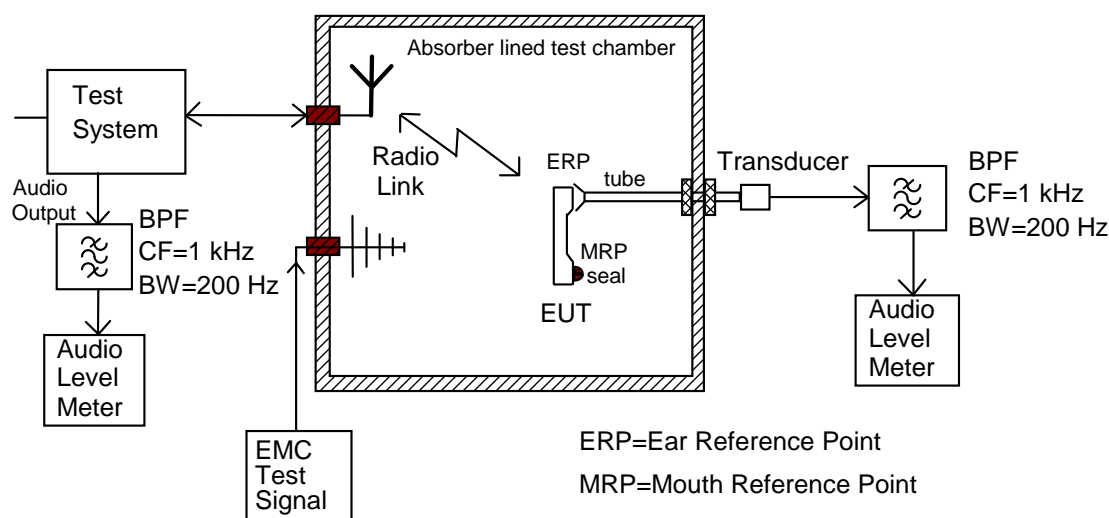 Absorber lined test chamber
Test
System
Radio
Link
ERP
tube
Transducer
BPF
CF=1 kHz
BW=200 Hz
Audio
Output
BPF
CF=1 kHz
BW=200 Hz
MRP
seal
EUT
Audio
Level
Meter
Audio
Level
Meter
EMC
Test
Signal
ERP=Ear Reference Point
MRP=Mouth Reference Point